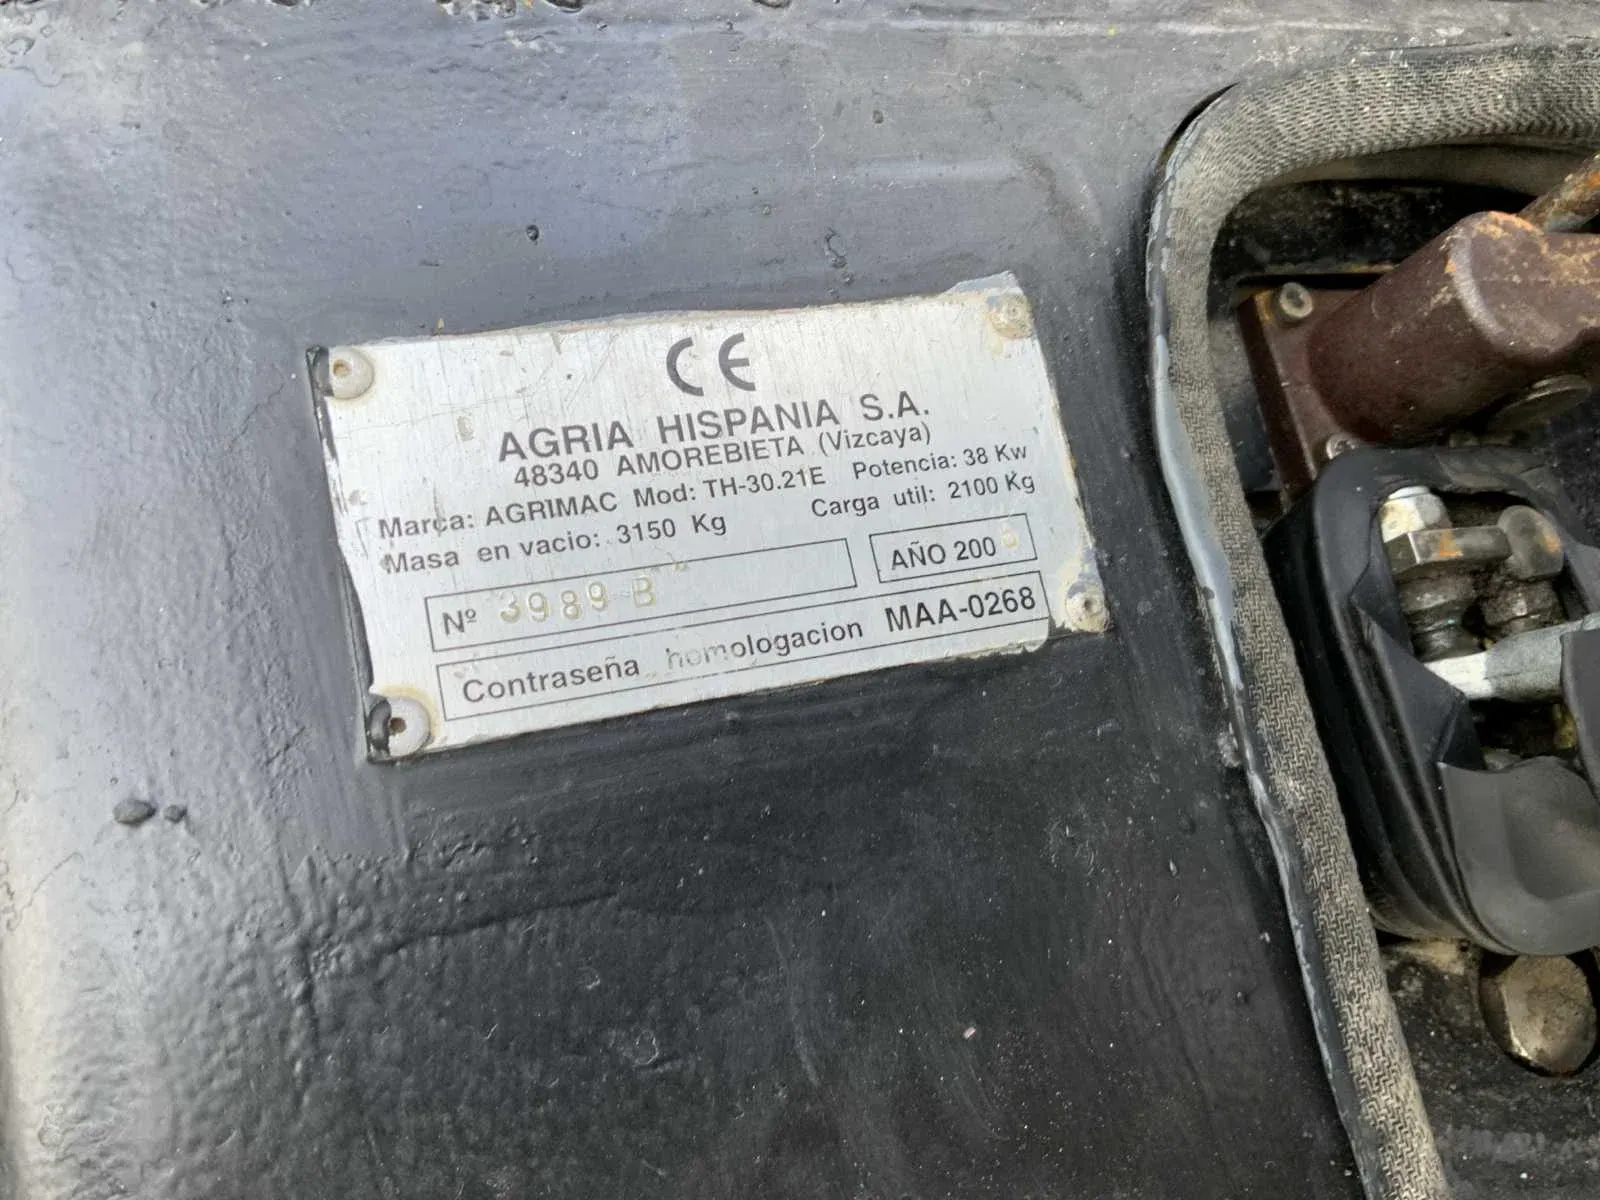 CE
AGRIA HISPANIA S.A.
48340 AMOREBIETA (Vizcaya)
Marca: AGRIMAC Mod: TH-30.21E Potencia: 38 Kw
Masa en vacio: 3150 Kg Carga util: 2100 Kg
Nº 3989-B AÑO 200
Contraseña homologacion MAA-0268